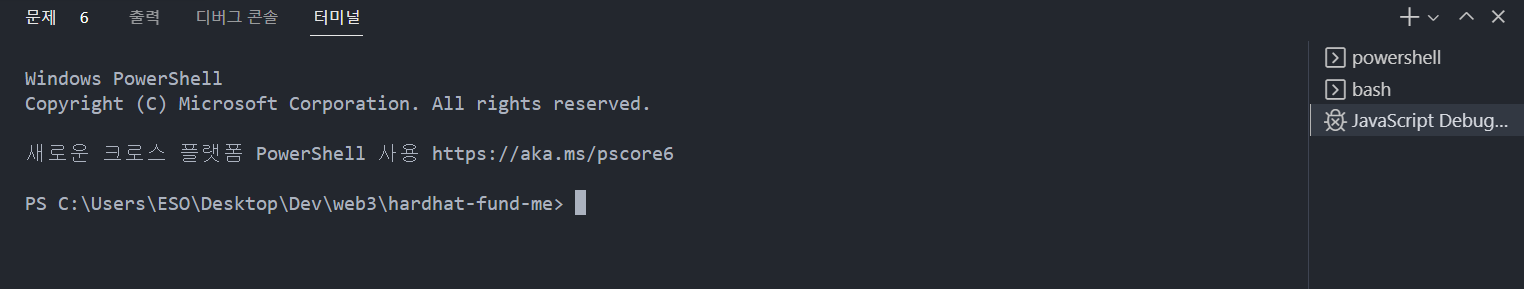 문제 6 출력 디버그 콘솔 터미널
Windows PowerShell
Copyright (C) Microsoft Corporation. All rights reserved.
새로운 크로스 플랫폼 PowerShell 사용 https://aka.ms/pscore6
PS C:\Users\ESO\Desktop\Dev\web3\hardhat-fund-me>
powershell
bash
JavaScript Debug...